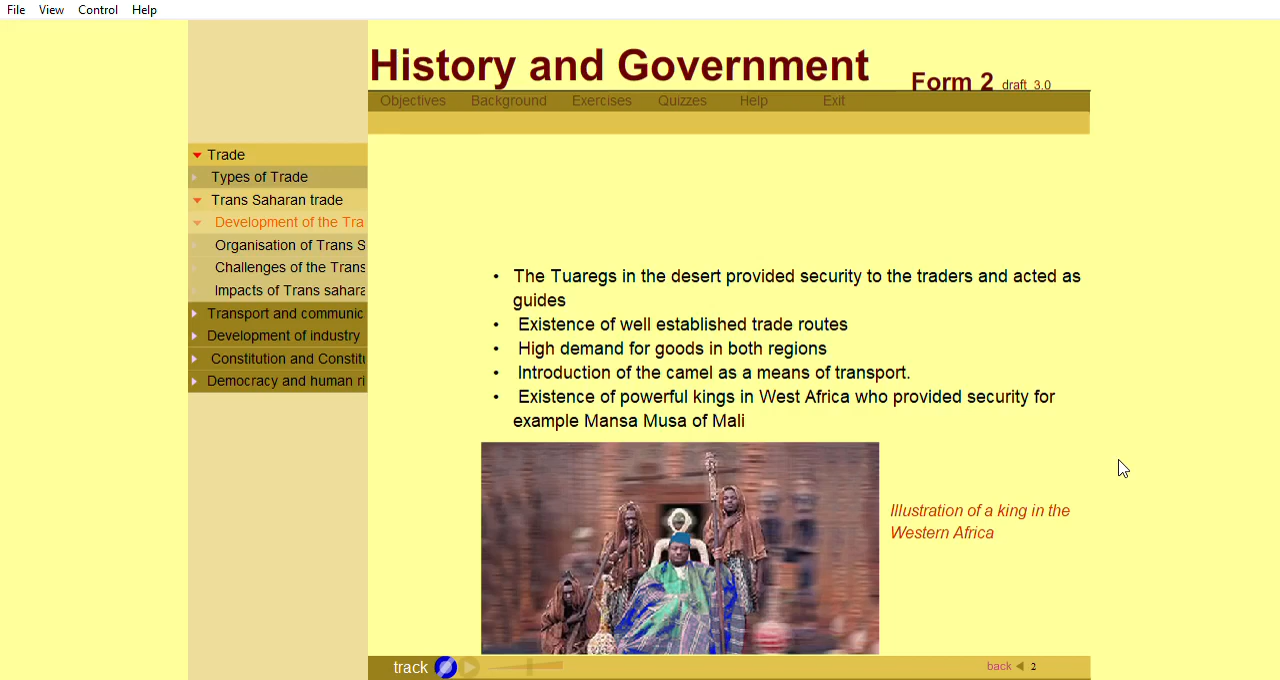 File View Control Help
History and Government
Form 2 draft 3.0
Objectives Background Exercises Quizzes Help Exit
Trade
Types of Trade
Trans Saharan trade
Development of the Tra
Organisation of Trans S
Challenges of the Trans
Impacts of Trans sahara
Transport and communic
Development of industry
Constitution and Constitu
Democracy and human ri
• The Tuaregs in the desert provided security to the traders and acted as
guides
• Existence of well established trade routes
• High demand for goods in both regions
• Introduction of the camel as a means of transport.
• Existence of powerful kings in West Africa who provided security for
example Mansa Musa of Mali
Illustration of a king in the
Western Africa
track
back 2